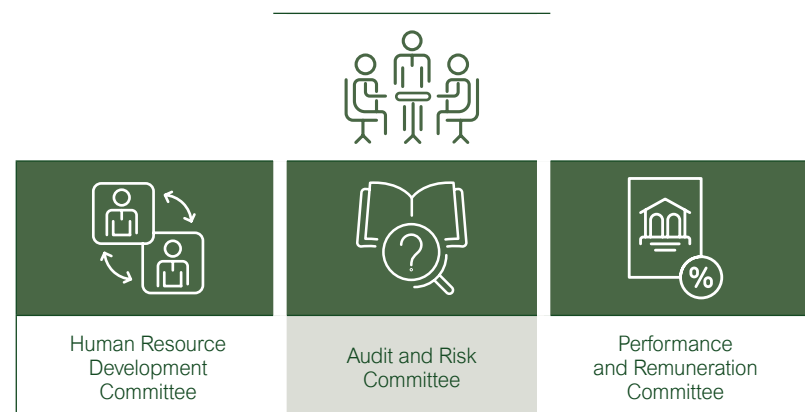 ?
%
Human Resource
Development
Committee
Audit and Risk
Committee
Performance
and Remuneration
Committee